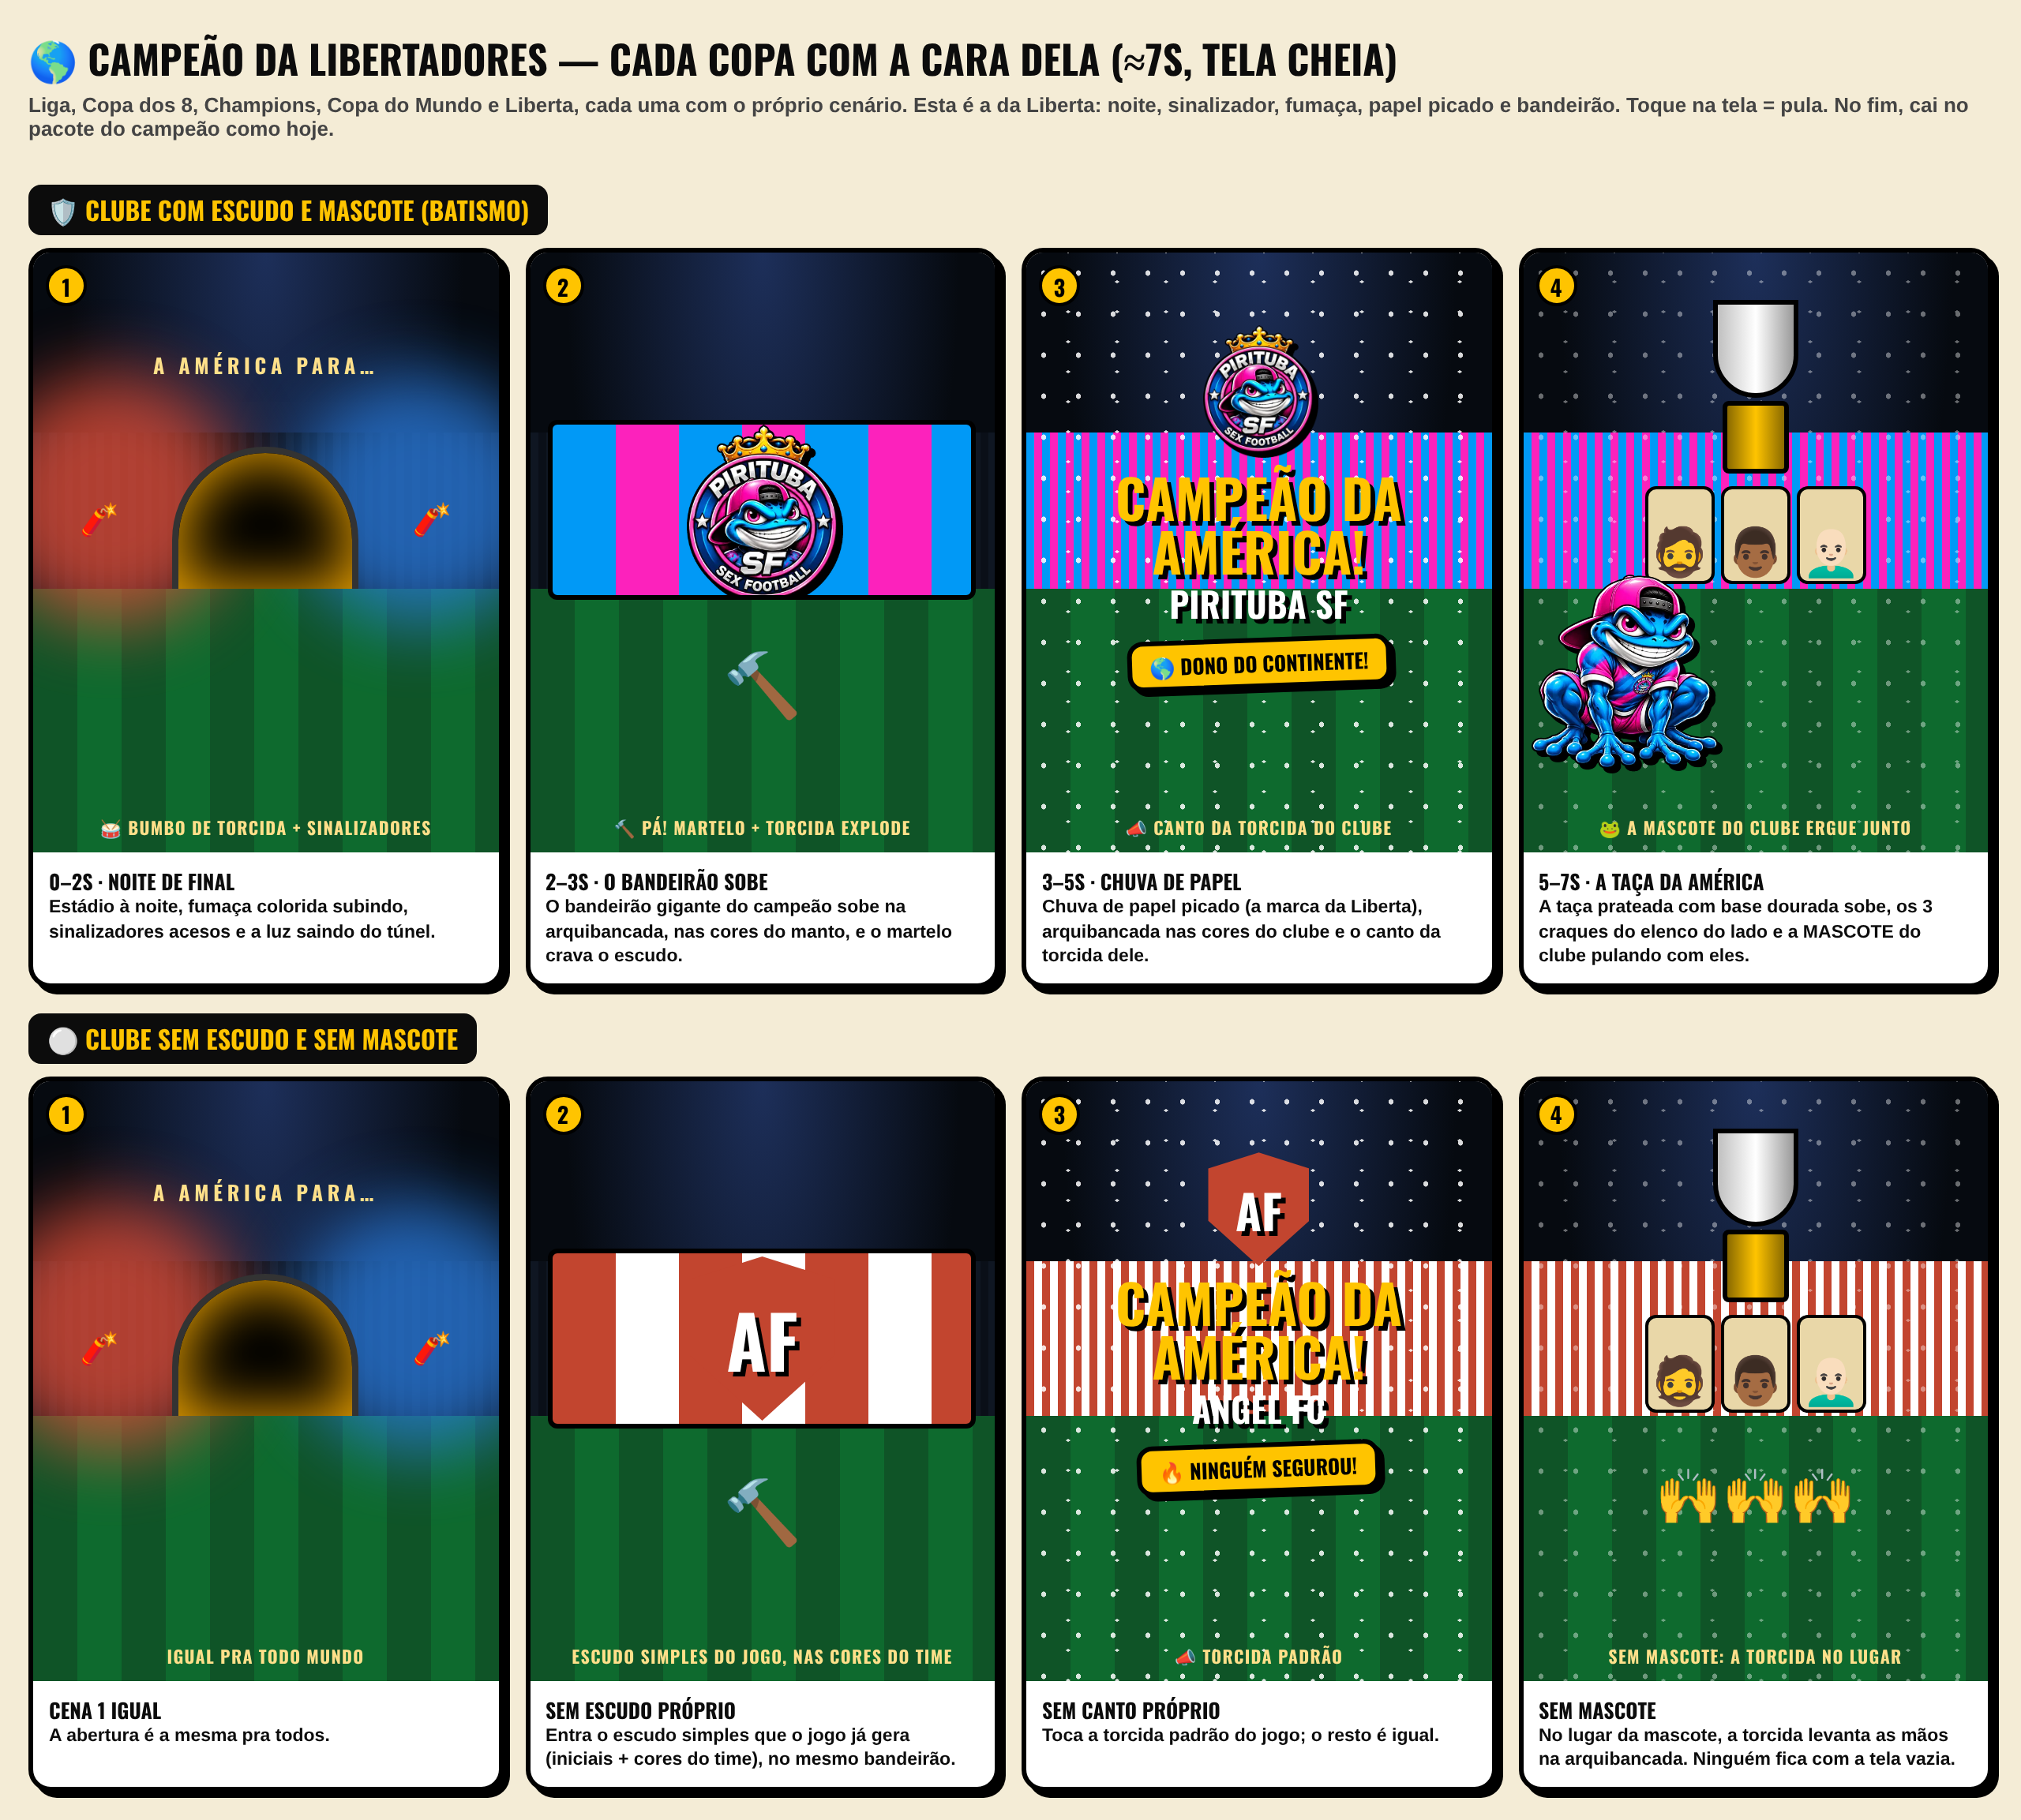 🌎 CAMPEÃO DA LIBERTADORES — CADA COPA COM A CARA DELA (≈7S, TELA CHEIA)
Liga, Copa dos 8, Champions, Copa do Mundo e Liberta, cada uma com o próprio cenário. Esta é a da Liberta: noite, sinalizador, fumaça, papel picado e bandeirão. Toque na tela = pula. No fim, cai no
pacote do campeão como hoje.
🛡️ CLUBE COM ESCUDO E MASCOTE (BATISMO)
1
A AMÉRICA PARA…
🥁 BUMBO DE TORCIDA + SINALIZADORES
0–2S · NOITE DE FINAL
Estádio à noite, fumaça colorida subindo,
sinalizadores acesos e a luz saindo do túnel.
2
PIRITUBA
SF
SEX FOOTBALL
🔨 PÁ! MARTELO + TORCIDA EXPLODE
2–3S · O BANDEIRÃO SOBE
O bandeirão gigante do campeão sobe na
arquibancada, nas cores do manto, e o martelo
crava o escudo.
3
PIRITUBA
SF
SEX FOOTBALL
CAMPEÃO DA
AMÉRICA!
PIRITUBA SF
🌎 DONO DO CONTINENTE!
📣 CANTO DA TORCIDA DO CLUBE
3–5S · CHUVA DE PAPEL
Chuva de papel picado (a marca da Liberta),
arquibancada nas cores do clube e o canto da
torcida dele.
4
🐸 A MASCOTE DO CLUBE ERGUE JUNTO
5–7S · A TAÇA DA AMÉRICA
A taça prateada com base dourada sobe, os 3
craques do elenco do lado e a MASCOTE do
clube pulando com eles.
⚪ CLUBE SEM ESCUDO E SEM MASCOTE
1
A AMÉRICA PARA…
IGUAL PRA TODO MUNDO
CENA 1 IGUAL
A abertura é a mesma pra todos.
2
AF
ESCUDO SIMPLES DO JOGO, NAS CORES DO TIME
SEM ESCUDO PRÓPRIO
Entra o escudo simples que o jogo já gera
(iniciais + cores do time), no mesmo bandeirão.
3
AF
CAMPEÃO DA
AMÉRICA!
ANGEL FC
🔥 NINGUÉM SEGUROU!
📣 TORCIDA PADRÃO
SEM CANTO PRÓPRIO
Toca a torcida padrão do jogo; o resto é igual.
4
SEM MASCOTE: A TORCIDA NO LUGAR
SEM MASCOTE
No lugar da mascote, a torcida levanta as mãos
na arquibancada. Ninguém fica com a tela vazia.